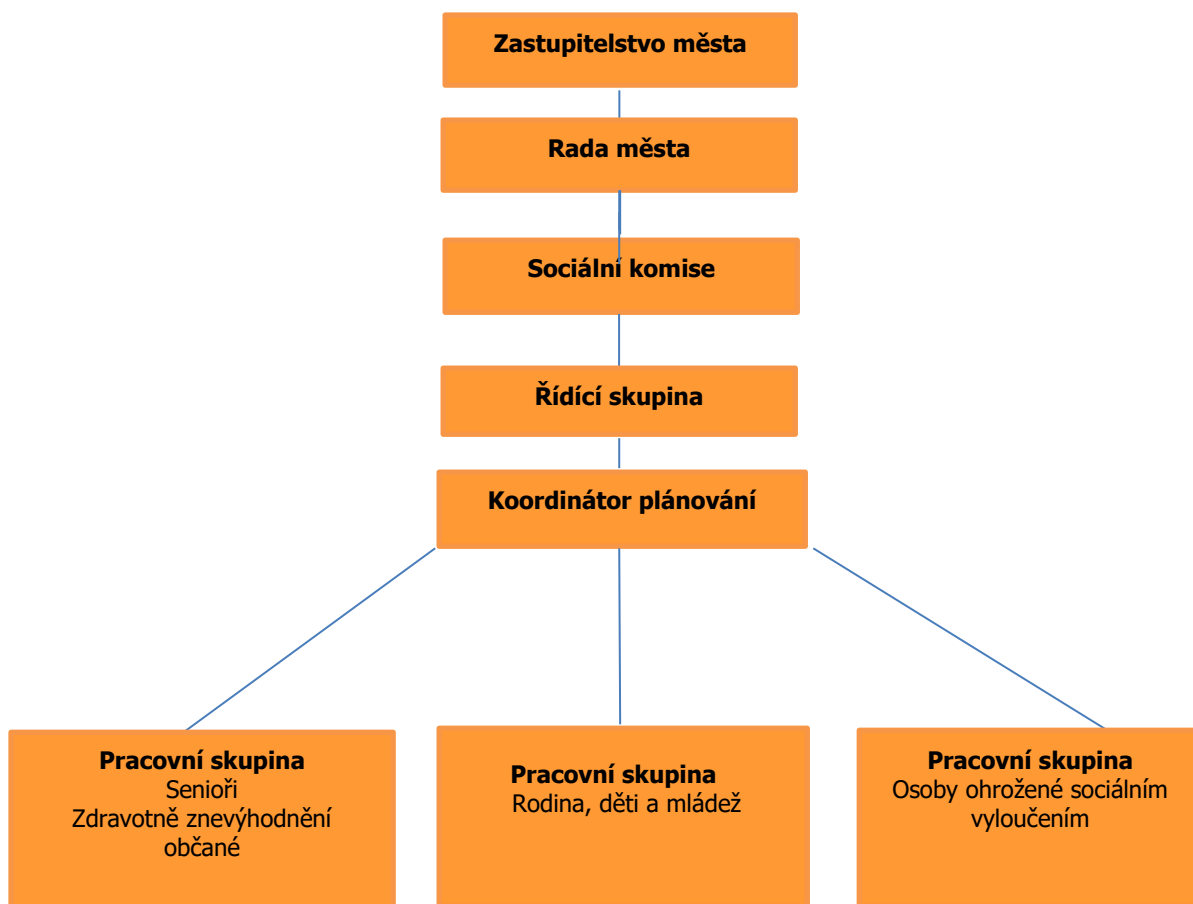 Zastupitelstvo města
Rada města
Sociální komise
Řídící skupina
Koordinátor plánování
Pracovní skupina
Senioři
Zdravotně znevýhodnění
občané
Pracovní skupina
Rodina, děti a mládež
Pracovní skupina
Osoby ohrožené sociálním
vyloučením